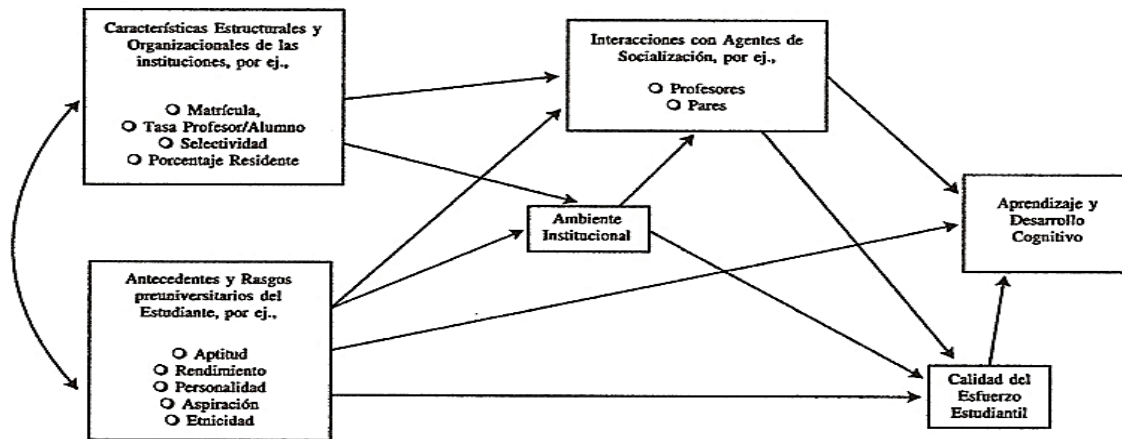 Características Estructurales y
Organizacionales de las
instituciones, por ej.,
Matrícula,
Tasa Profesor/Alumno
Selectividad
Porcentaje Residente
Interacciones con Agentes de
Socialización, por ej.,
Profesores
Pares
Ambiente
Institucional
Aprendizaje y
Desarrollo
Cognitivo
Antecedentes y Rasgos
preuniversitarios del
Estudiante, por ej.,
Aptitud
Rendimiento
Personalidad
Aspiración
Etnicidad
Calidad del
Esfuerzo
Estudiantil